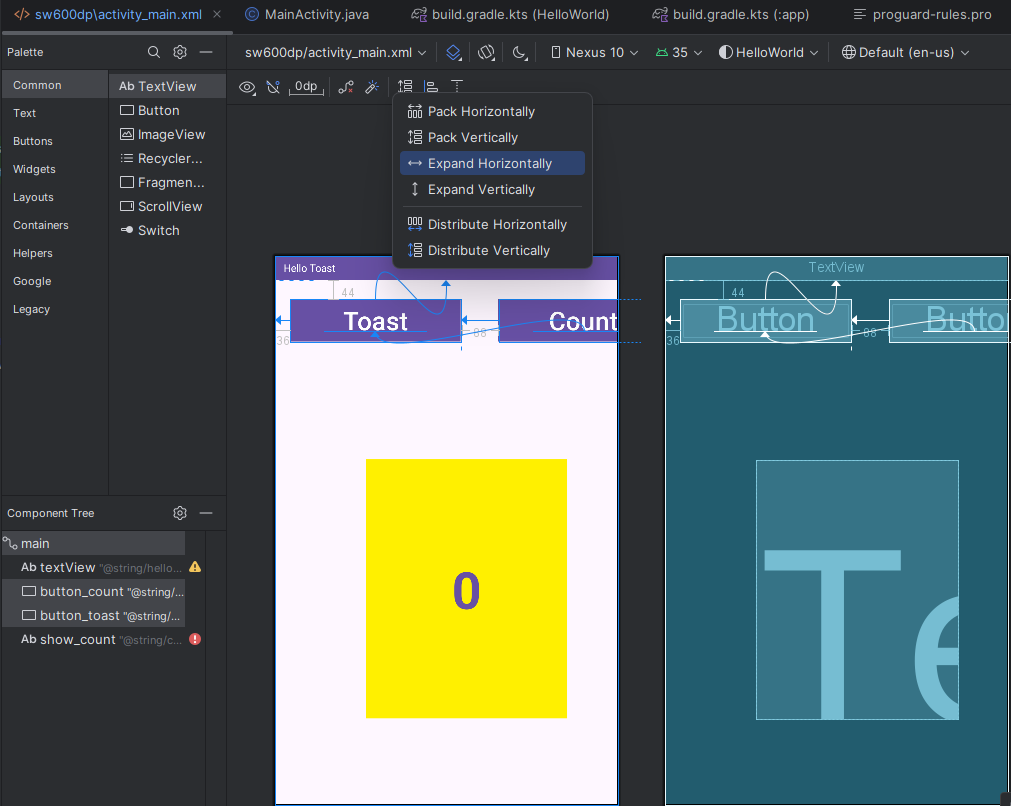 sw600dp\activity_main.xml
MainActivity.java
build.gradle.kts (HelloWorld)
build.gradle.kts (:app)
proguard-rules.pro
Palette
sw600dp/activity_main.xml
Nexus 10
35
HelloWorld
Default (en-us)
Common
Text
Buttons
Widgets
Layouts
Containers
Helpers
Google
Legacy
Ab TextView
Button
ImageView
Recycler...
Fragmen...
ScrollView
Switch
0dp
Pack Horizontally
Pack Vertically
Expand Horizontally
Expand Vertically
Distribute Horizontally
Distribute Vertically
Hello Toast
44
Toast
Count
36
88
0
TextView
44
Button
Butto
36
88
Te
Component Tree
main
Ab textView "@string/hello...
button_count "@string/...
button_toast "@string/...
Ab show_count "@string/c...